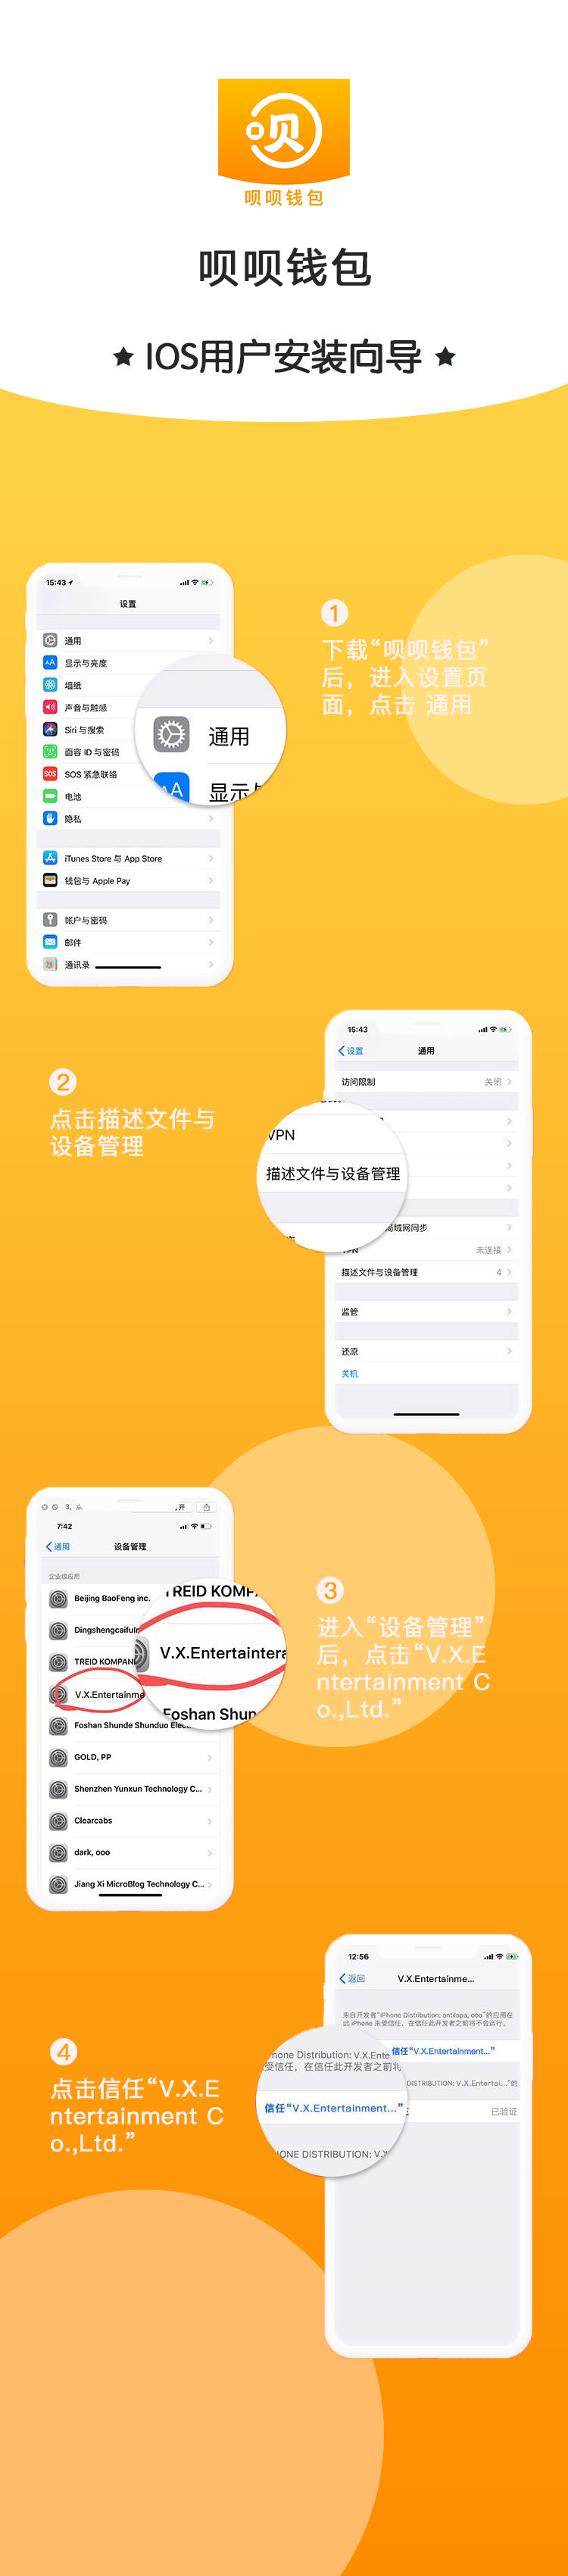 呗
呗呗钱包
呗呗钱包
IOS用户安装向导
15:43
设置
通用
显示与亮度
墙纸
声音与触感
Siri 与搜索
面容 ID 与密码
SOS 紧急联络
电池
隐私
iTunes Store 与 App Store
钱包与 Apple Pay
帐户与密码
邮件
通讯录
通用
AA
1
下载“呗呗钱包”
后，进入设置页
面，点击 通用
2
点击描述文件与
设备管理
15:43
设置
通用
访问限制
关闭
VPN
描述文件与设备管理
局域网同步
未连接
描述文件与设备管理
4
监管
还原
关机
7:42
通用
设备管理
企业级应用
Beijing BaoFeng inc.
TREID KOMPAN
V.X.Entertainme
Foshan Shunde Shunduo Elec
GOLD, PP
Shenzhen Yunxun Technology C...
Clearcabs
dark, ooo
Jiang Xi MicroBlog Technology C...
TREID KOMP
V.X.Entertaintera
Foshan Shun
3
进入“设备管理”
后，点击“V.X.E
ntertainment C
o.,Ltd.”
4
点击信任“V.X.E
ntertainment C
o.,Ltd.”
12:56
返回
V.X.Entertainme...
来自开发者“iPhone Distribution: antilopa, ooo”的应用在
此 iPhone 未受信任，在信任此开发者之前将不会运行。
信任“V.X.Entertainment...”
DISTRIBUTION: V.X.Entertai...”的
已验证
hone Distribution: V.X.Ente
受信任，在信任此开发者之前将
信任“V.X.Entertainment...”
ONE DISTRIBUTION: V.X